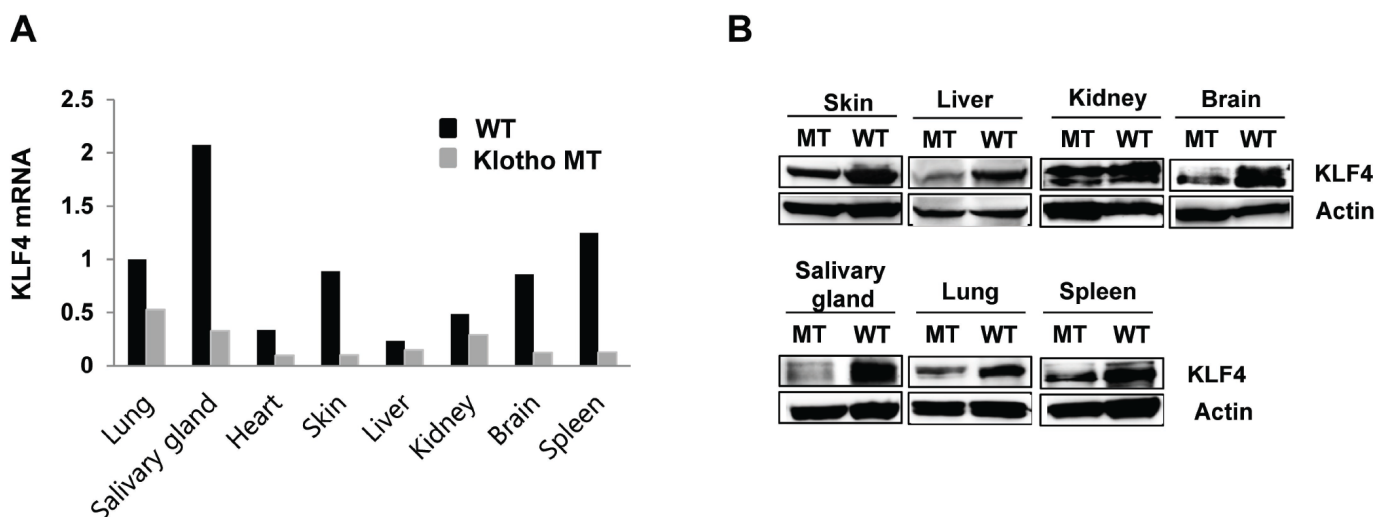 A
KLF4 mRNA
2.5
2
1.5
1
0.5
0
WT
Klotho MT
Lung
Salivary gland
Heart
Skin
Liver
Kidney
Brain
Spleen
B
Skin Liver Kidney Brain
MT WT MT WT MT WT MT WT
KLF4
Actin
Salivary
gland Lung Spleen
MT WT MT WT MT WT
KLF4
Actin